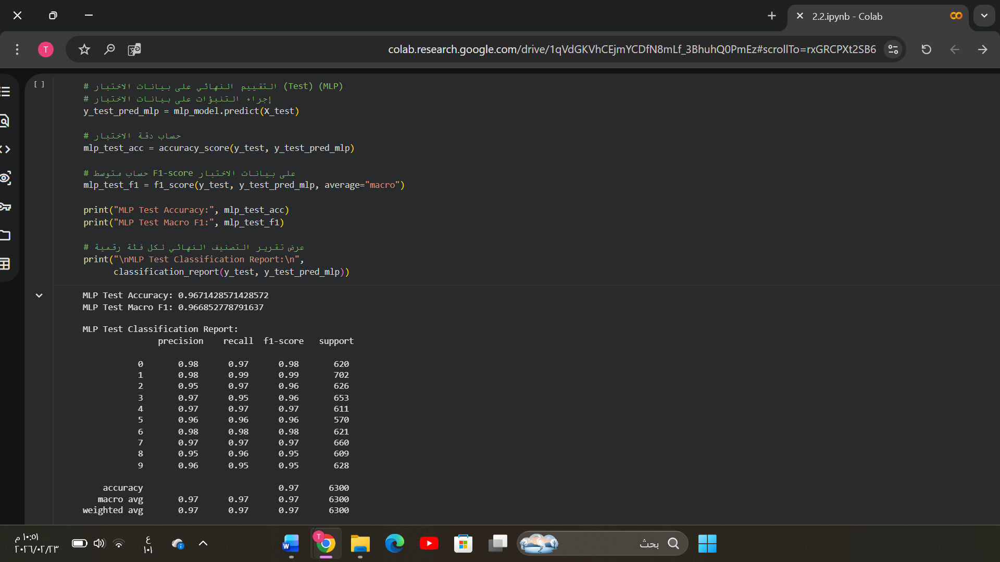 2.2.ipynb - Colab
T
colab.research.google.com/drive/1qVdGKVhCEjmYCDfN8mLf_3BhuhQ0PmEz#scrollTo=rxGRCPXt2SB6
[ ]
# التقييم النهائي على بيانات الاختبار (Test) (MLP)
# إجراء التنبؤات على بيانات الاختبار
y_test_pred_mlp = mlp_model.predict(X_test)
# حساب دقة الاختبار
mlp_test_acc = accuracy_score(y_test, y_test_pred_mlp)
# حساب متوسط F1-score على بيانات الاختبار
mlp_test_f1 = f1_score(y_test, y_test_pred_mlp, average="macro")
print("MLP Test Accuracy:", mlp_test_acc)
print("MLP Test Macro F1:", mlp_test_f1)
# عرض تقرير التصنيف النهائي لكل فئة رقمية
print("\nMLP Test Classification Report:\n",
classification_report(y_test, y_test_pred_mlp))
MLP Test Accuracy: 0.9671428571428572
MLP Test Macro F1: 0.966852778791637
MLP Test Classification Report:
precision recall f1-score support
0 0.98 0.97 0.98 620
1 0.98 0.99 0.99 702
2 0.95 0.97 0.96 626
3 0.97 0.95 0.96 653
4 0.97 0.97 0.97 611
5 0.96 0.96 0.96 570
6 0.98 0.98 0.98 621
7 0.97 0.97 0.97 660
8 0.95 0.96 0.95 609
9 0.96 0.95 0.95 628
accuracy 0.97 6300
macro avg 0.97 0.97 0.97 6300
weighted avg 0.97 0.97 0.97 6300
١٠:٥١ م
٢٠٢٦/٠٢/٢٣
ع
١٠١
W
T
بحث